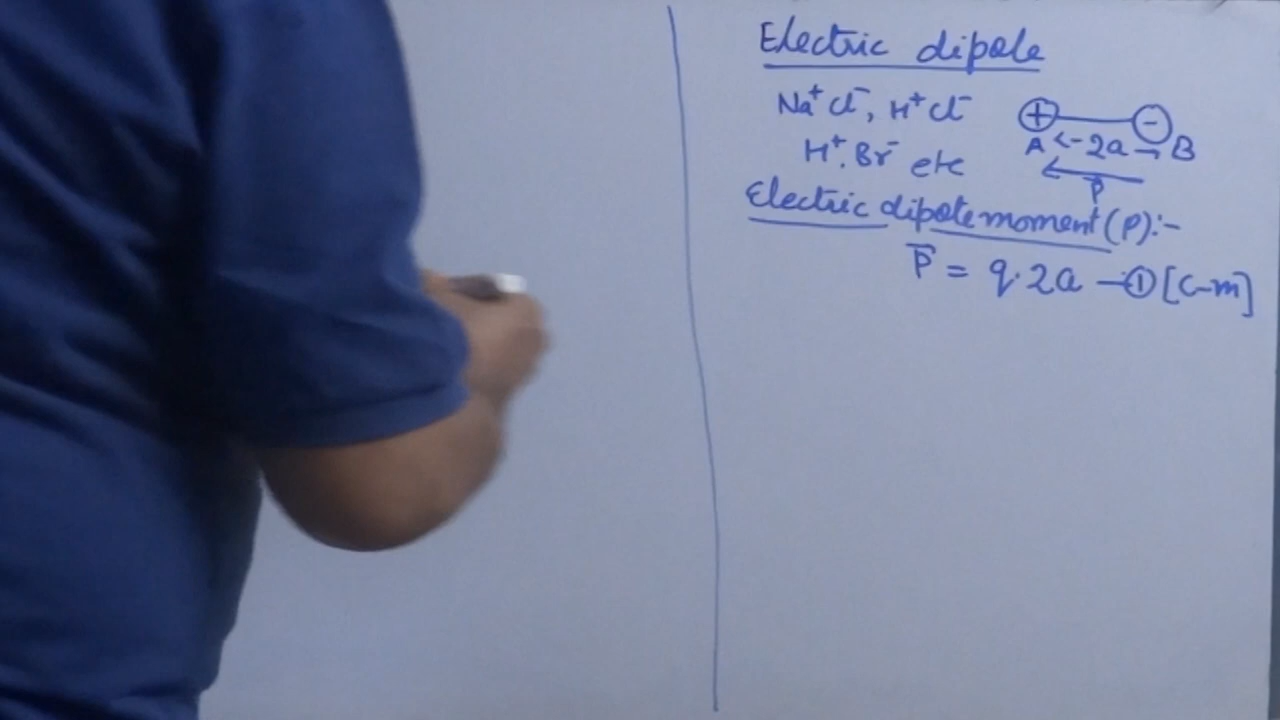 Electric dipole
Na⁺Cl⁻, H⁺Cl⁻
+ −
H⁺.Br⁻ etc
A <-2a→ B
P
Electric dipole moment (P):-
P̅ = q.2a —① [C-m]